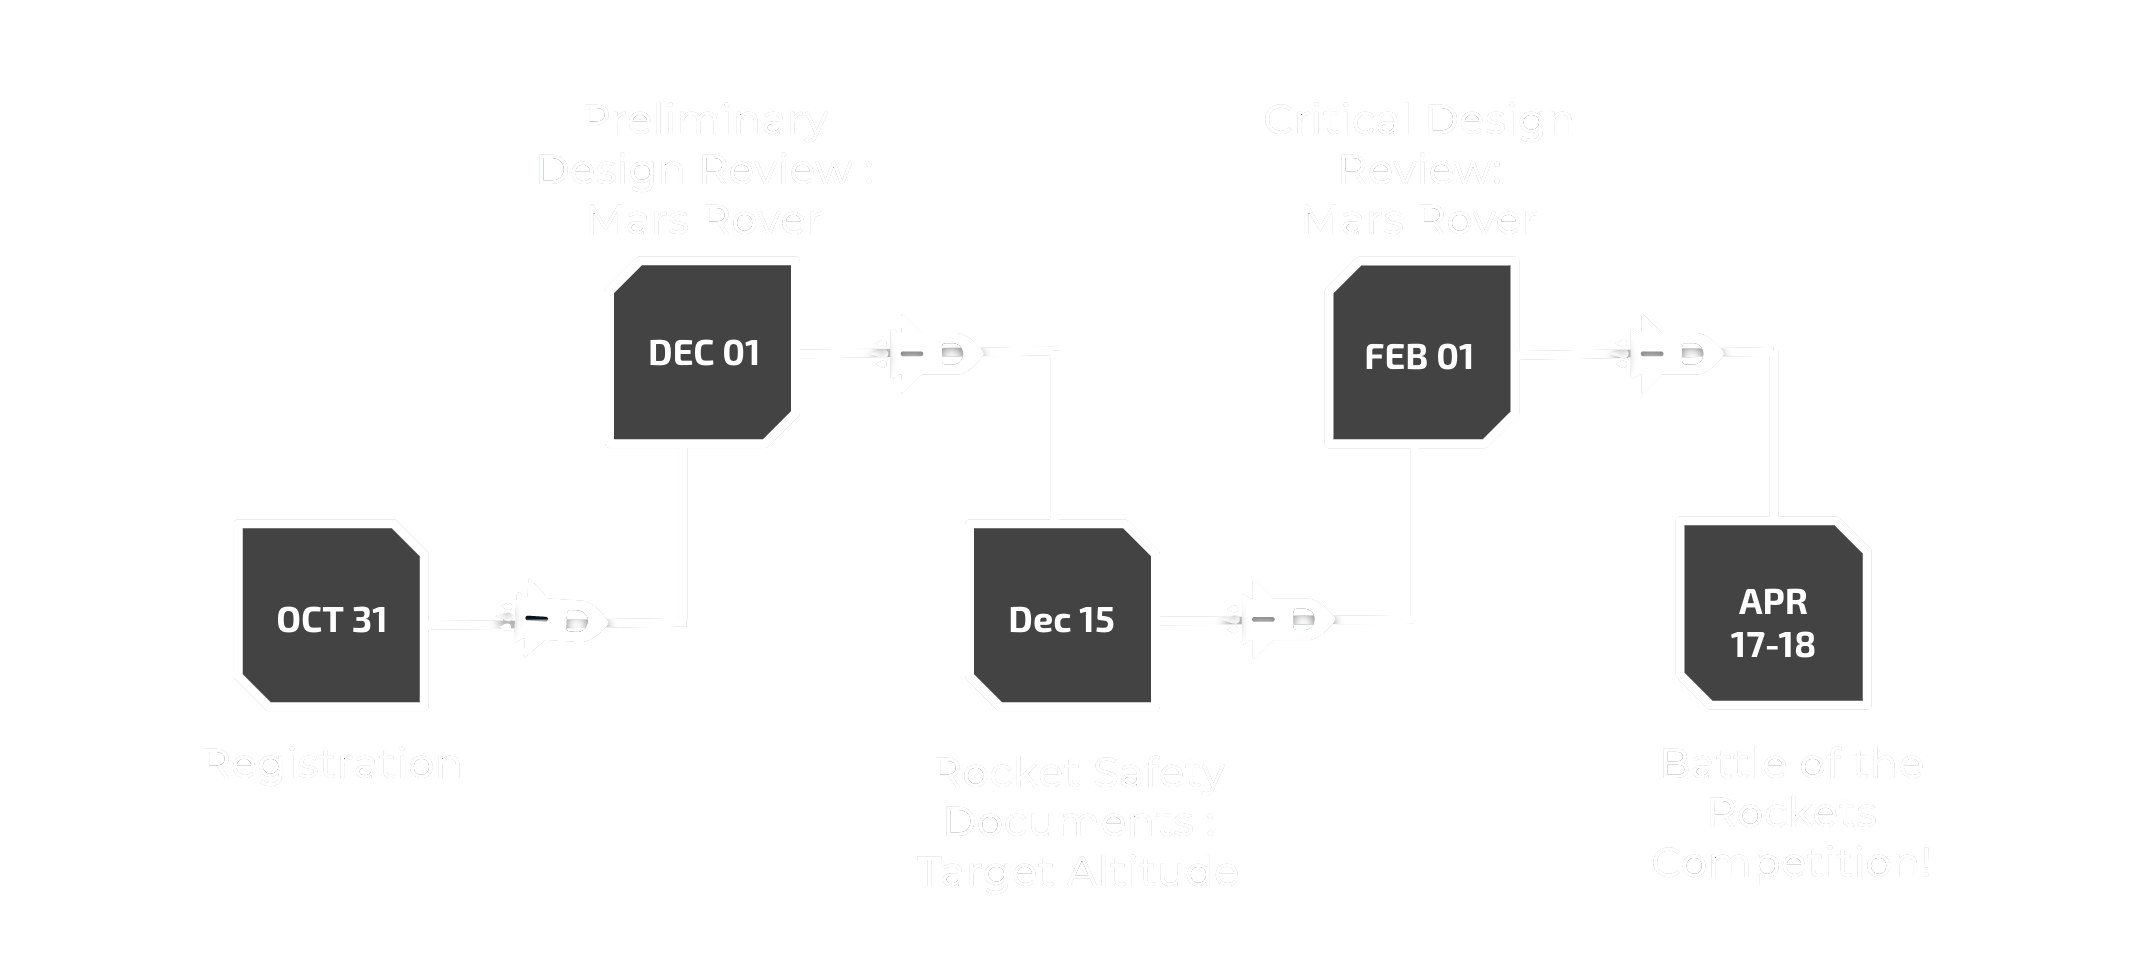 Registration
OCT 31
Preliminary
Design Review :
Mars Rover
DEC 01
Dec 15
Rocket Safety
Documents :
Target Altitude
Critical Design
Review:
Mars Rover
FEB 01
APR
17-18
Battle of the
Rockets
Competition!